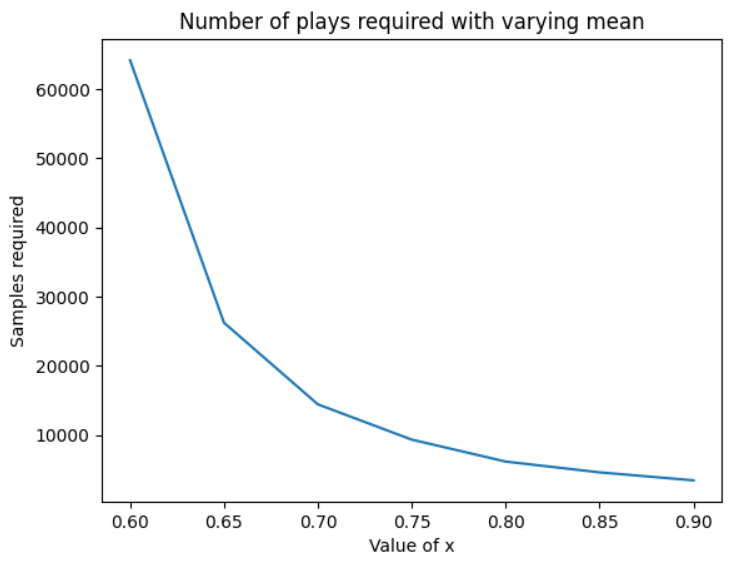 Number of plays required with varying mean
Samples required
60000
50000
40000
30000
20000
10000
0.60 0.65 0.70 0.75 0.80 0.85 0.90
Value of x